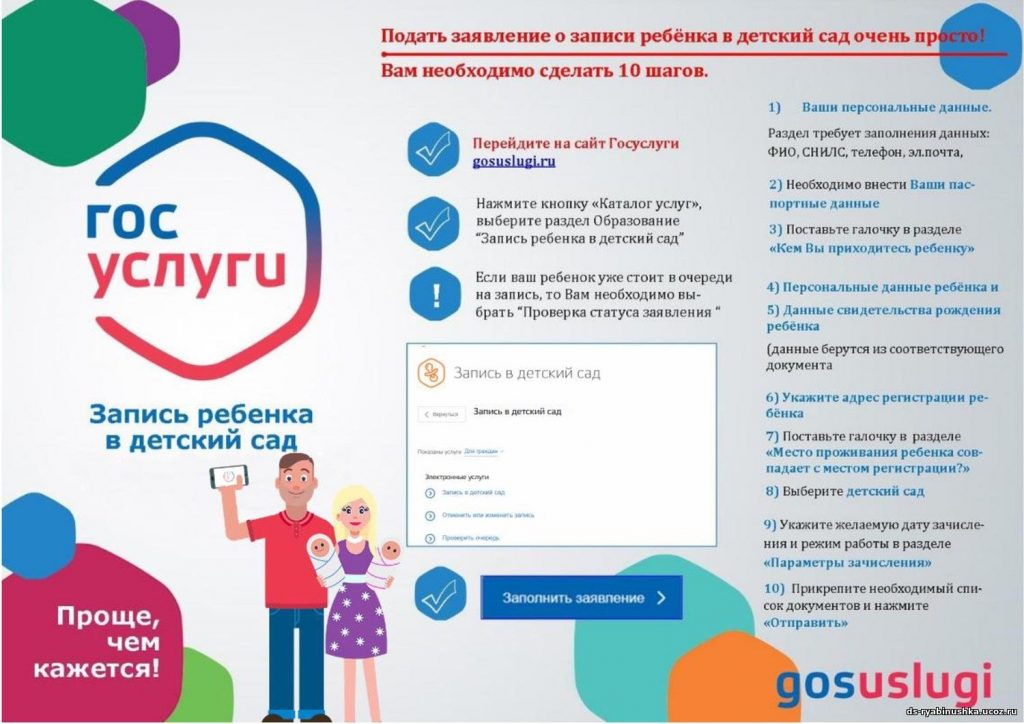 Подать заявление о записи ребёнка в детский сад очень просто!
Вам необходимо сделать 10 шагов.
гос
услуги
Запись ребенка
в детский сад
Проще,
чем
кажется!
Перейдите на сайт Госуслуги
gosuslugi.ru
Нажмите кнопку «Каталог услуг»,
выберите раздел Образование
“Запись ребенка в детский сад”
Если ваш ребенок уже стоит в очереди
на запись, то Вам необходимо вы-
брать “Проверка статуса заявления “
Запись в детский сад
Вернуться
Запись в детский сад
Показаны услуги Для граждан
Электронные услуги
Запись в детский сад
Отменить или изменить запись
Проверить очередь
Заполнить заявление
1) Ваши персональные данные.
Раздел требует заполнения данных:
ФИО, СНИЛС, телефон, эл.почта,
2) Необходимо внести Ваши пас-
портные данные
3) Поставьте галочку в разделе
«Кем Вы приходитесь ребенку»
4) Персональные данные ребёнка и
5) Данные свидетельства рождения
ребёнка
(данные берутся из соответствующего
документа
6) Укажите адрес регистрации ре-
бёнка
7) Поставьте галочку в разделе
«Место проживания ребенка сов-
падает с местом регистрации?»
8) Выберите детский сад
9) Укажите желаемую дату зачисле-
ния и режим работы в разделе
«Параметры зачисления»
10) Прикрепите необходимый спи-
сок документов и нажмите
«Отправить»
gosuslugi
ds-ryabinushka.ucoz.ru